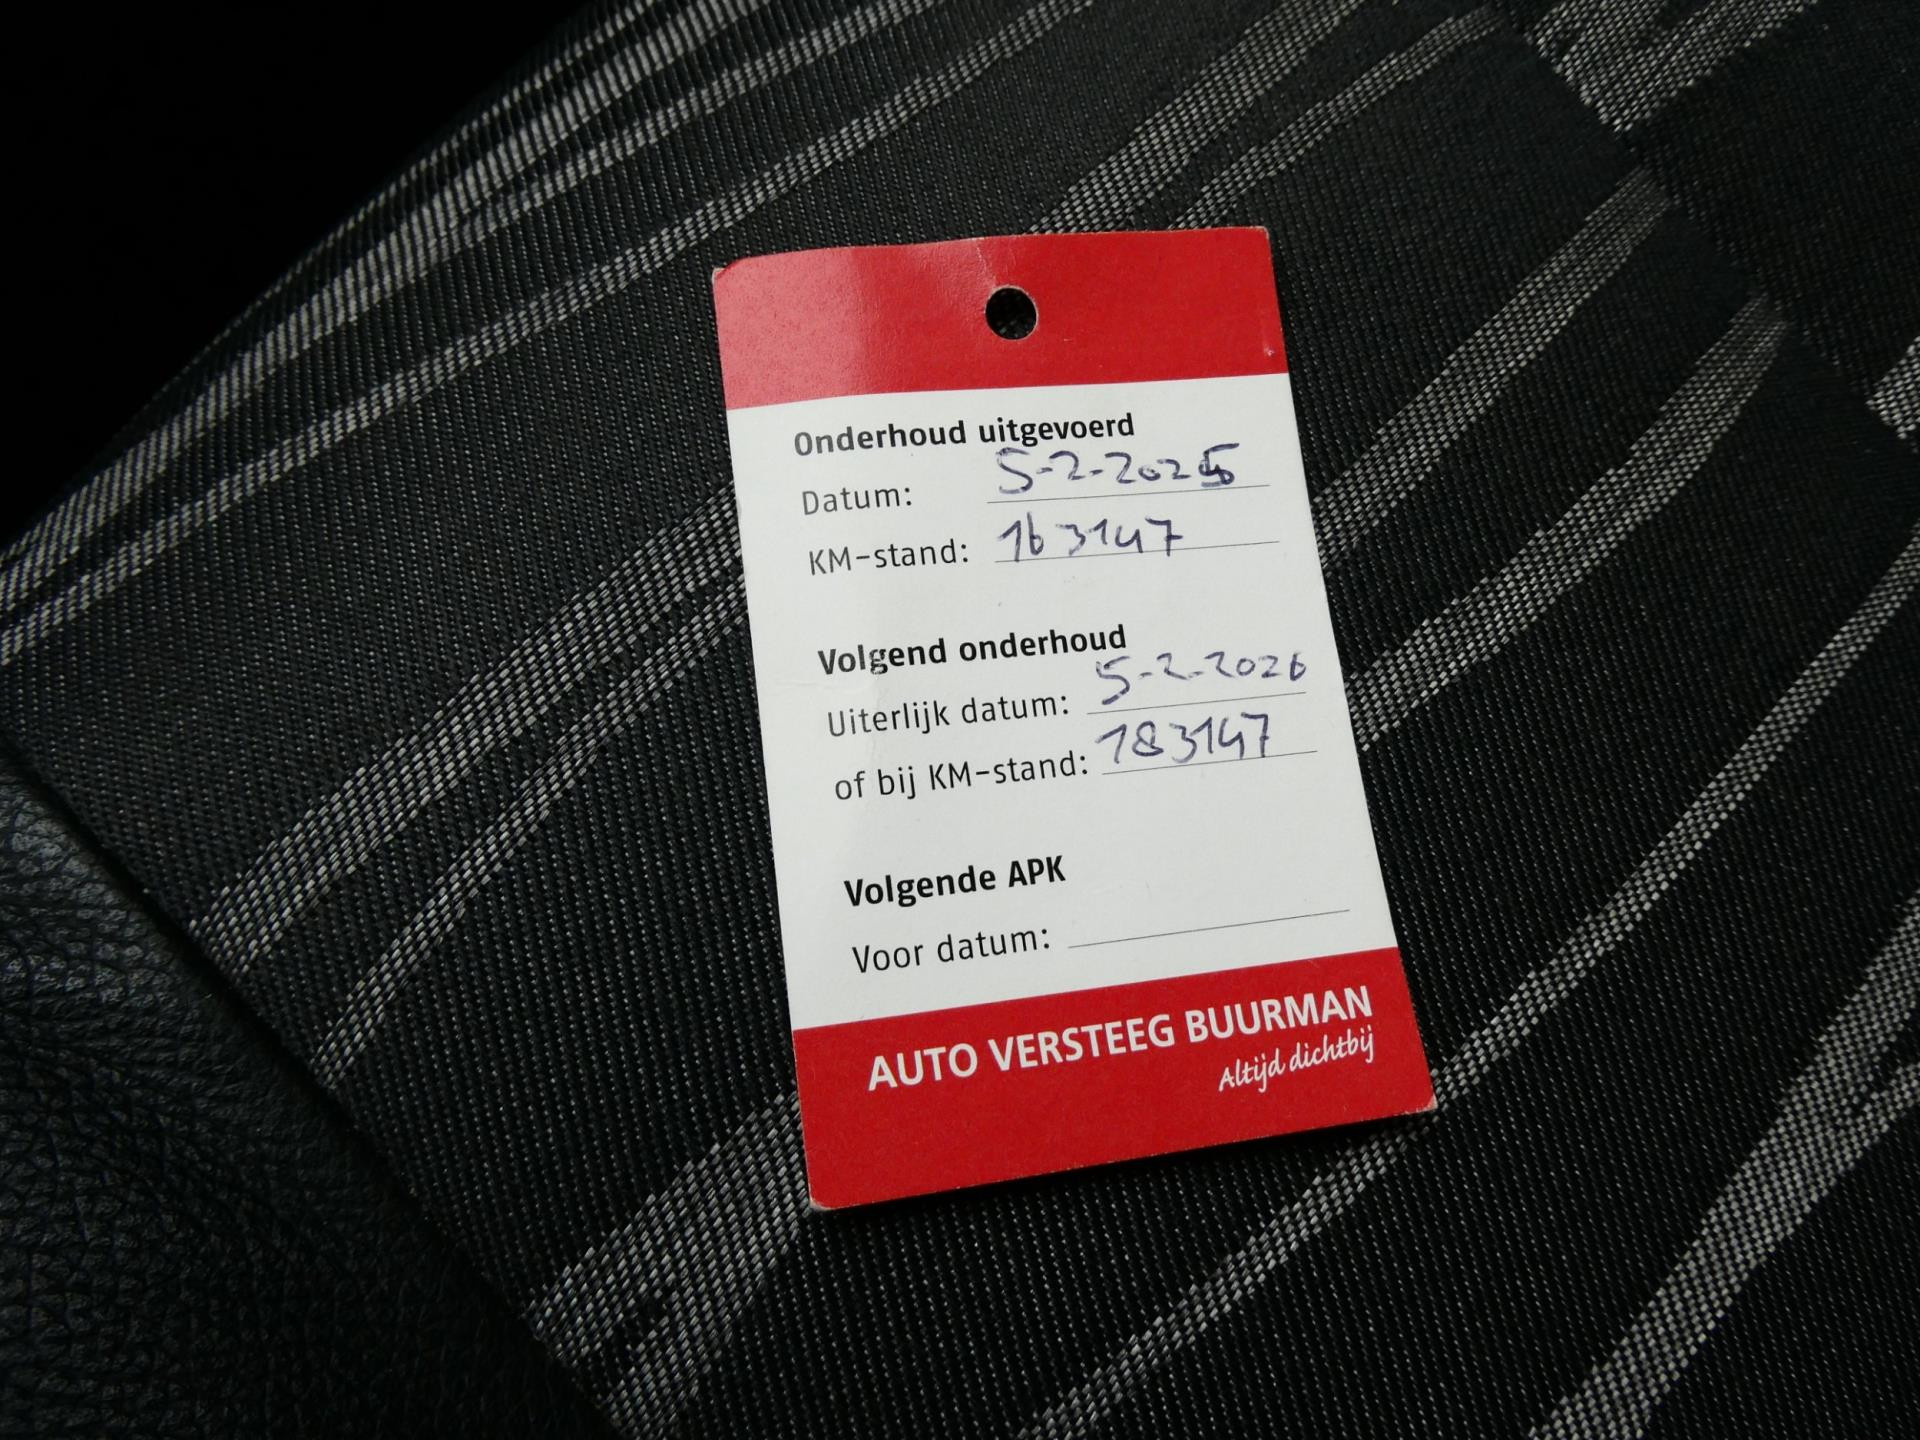 Onderhoud uitgevoerd
Datum: 5-2-2025
KM-stand: 163147
Volgend onderhoud
Uiterlijk datum: 5-2-2026
of bij KM-stand: 183147
Volgende APK
Voor datum:
AUTO VERSTEEG BUURMAN
Altijd dichtbij